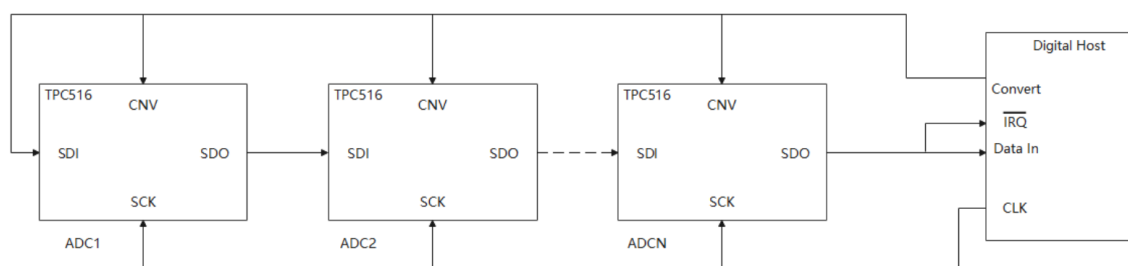 Digital Host
TPC516
TPC516
TPC516
CNV
CNV
CNV
Convert
I̅R̅Q̅
SDI
SDO
SDI
SDO
SDI
SDO
Data In
SCK
SCK
SCK
CLK
ADC1
ADC2
ADCN